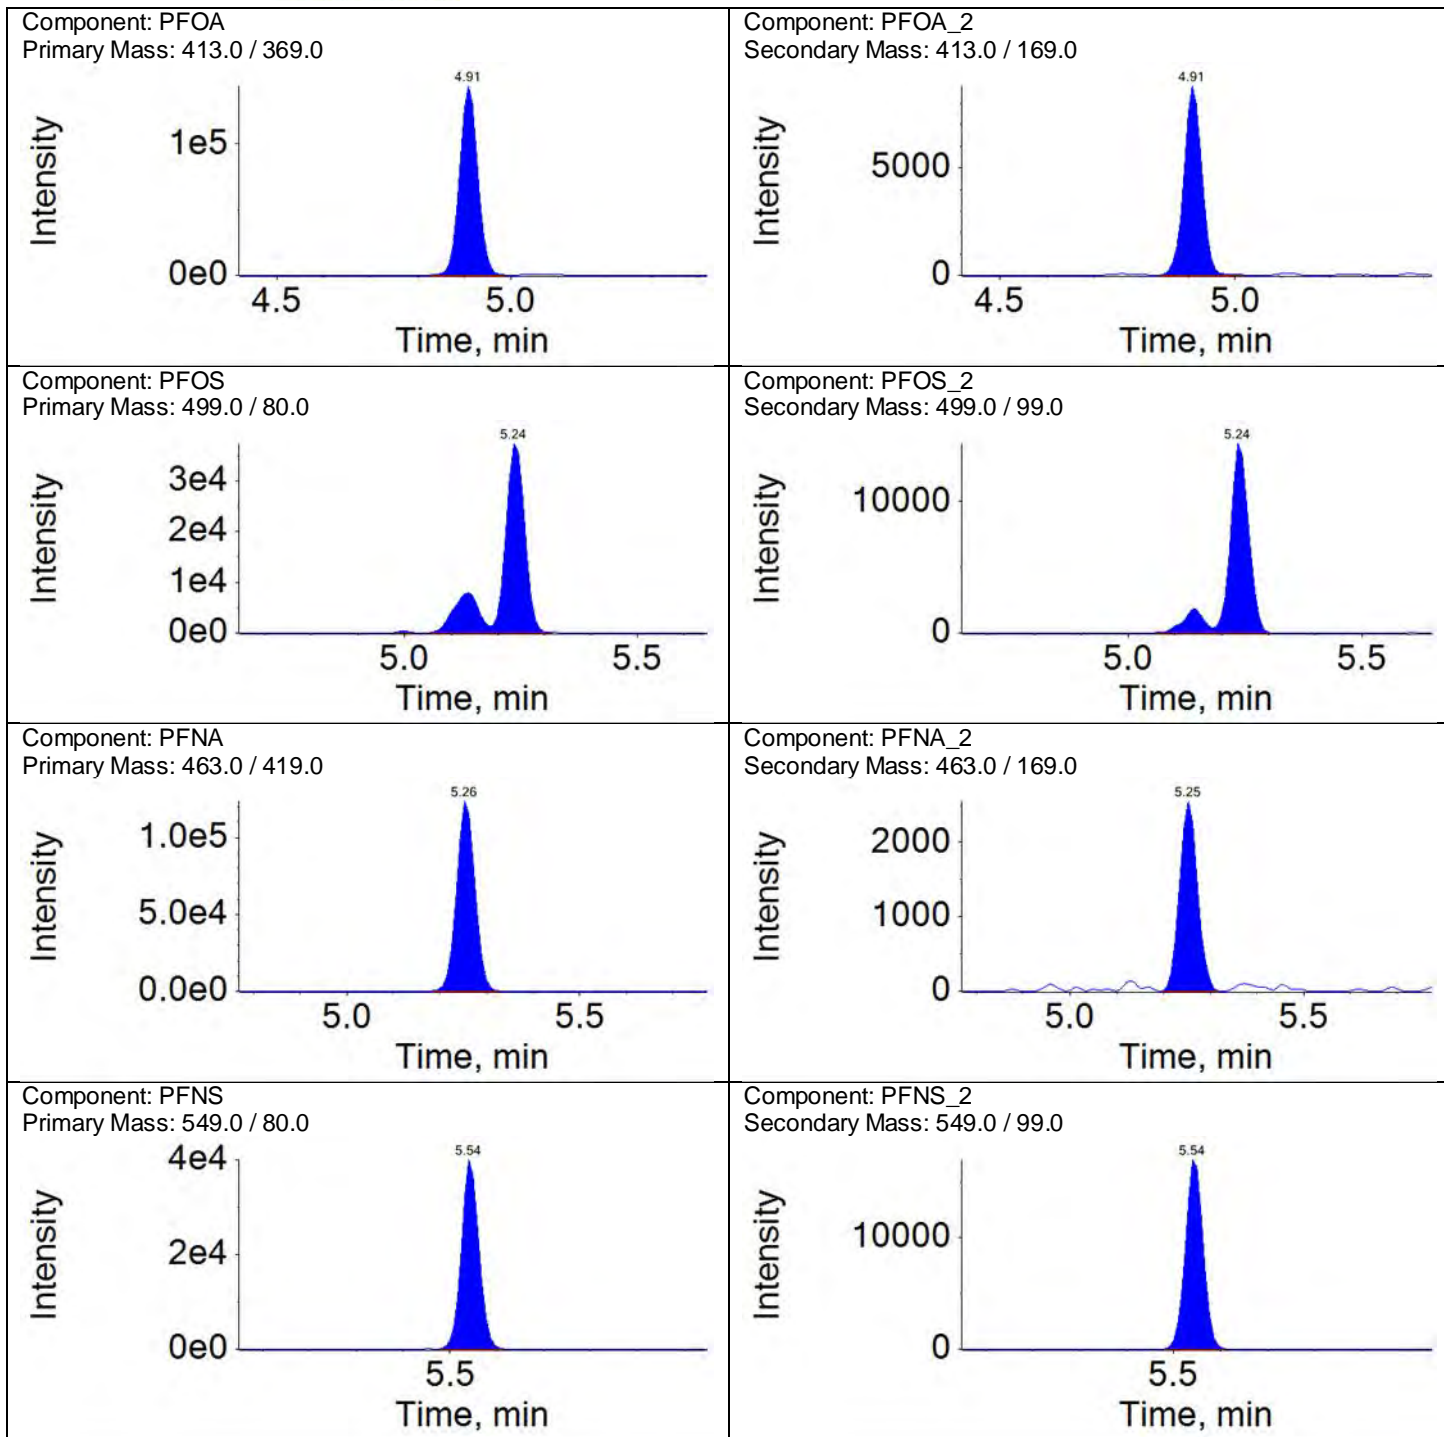 Component: PFOA
Primary Mass: 413.0 / 369.0
4.91
Intensity
1e5
0e0
4.5
5.0
Time, min
Component: PFOA_2
Secondary Mass: 413.0 / 169.0
4.91
Intensity
5000
0
4.5
5.0
Time, min
Component: PFOS
Primary Mass: 499.0 / 80.0
5.24
Intensity
3e4
2e4
1e4
0e0
5.0
5.5
Time, min
Component: PFOS_2
Secondary Mass: 499.0 / 99.0
5.24
Intensity
10000
0
5.0
5.5
Time, min
Component: PFNA
Primary Mass: 463.0 / 419.0
5.26
Intensity
1.0e5
5.0e4
0.0e0
5.0
5.5
Time, min
Component: PFNA_2
Secondary Mass: 463.0 / 169.0
5.25
Intensity
2000
1000
0
5.0
5.5
Time, min
Component: PFNS
Primary Mass: 549.0 / 80.0
5.54
Intensity
4e4
2e4
0e0
5.5
Time, min
Component: PFNS_2
Secondary Mass: 549.0 / 99.0
5.54
Intensity
10000
0
5.5
Time, min